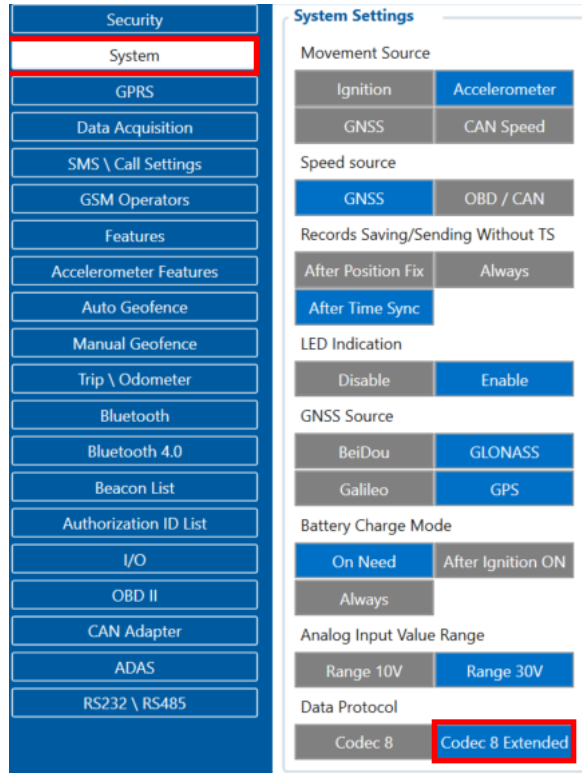 Security
System
GPRS
Data Acquisition
SMS \ Call Settings
GSM Operators
Features
Accelerometer Features
Auto Geofence
Manual Geofence
Trip \ Odometer
Bluetooth
Bluetooth 4.0
Beacon List
Authorization ID List
I/O
OBD II
CAN Adapter
ADAS
RS232 \ RS485
System Settings
Movement Source
Ignition Accelerometer
GNSS CAN Speed
Speed source
GNSS OBD / CAN
Records Saving/Sending Without TS
After Position Fix Always
After Time Sync
LED Indication
Disable Enable
GNSS Source
BeiDou GLONASS
Galileo GPS
Battery Charge Mode
On Need After Ignition ON
Always
Analog Input Value Range
Range 10V Range 30V
Data Protocol
Codec 8 Codec 8 Extended